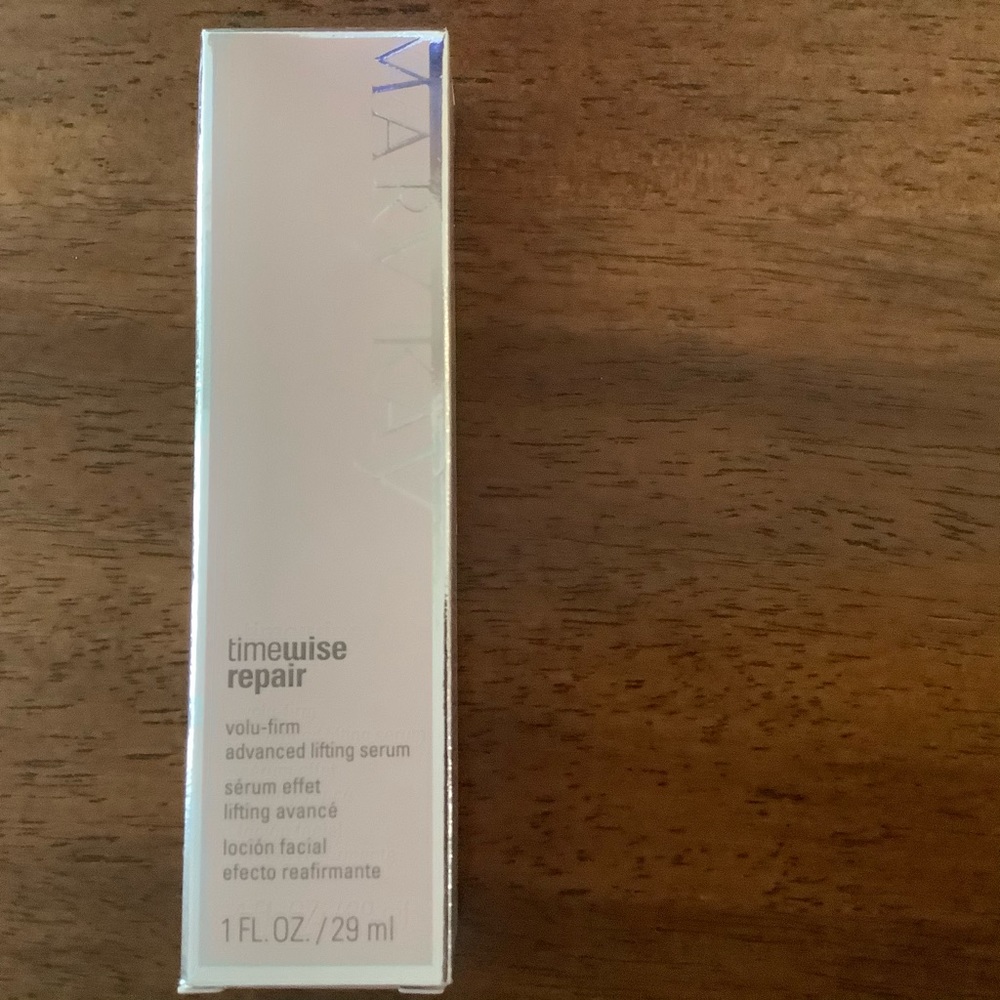 MARY KAY
timewise
repair
volu-firm
advanced lifting serum
sérum effet
lifting avancé
loción facial
efecto reafirmante
1 FL. OZ. / 29 ml